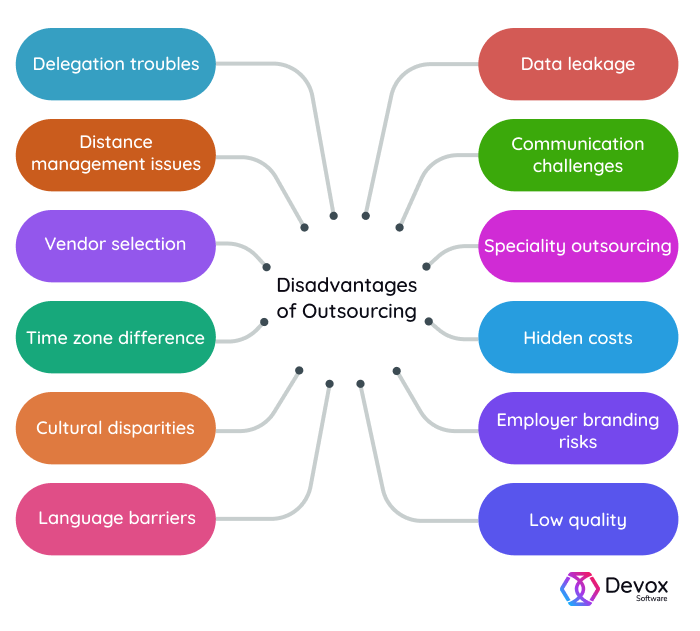 Delegation troubles
Distance
management issues
Vendor selection
Time zone difference
Cultural disparities
Language barriers
Disadvantages
of Outsourcing
Data leakage
Communication
challenges
Speciality outsourcing
Hidden costs
Employer branding
risks
Low quality
Devox
Software